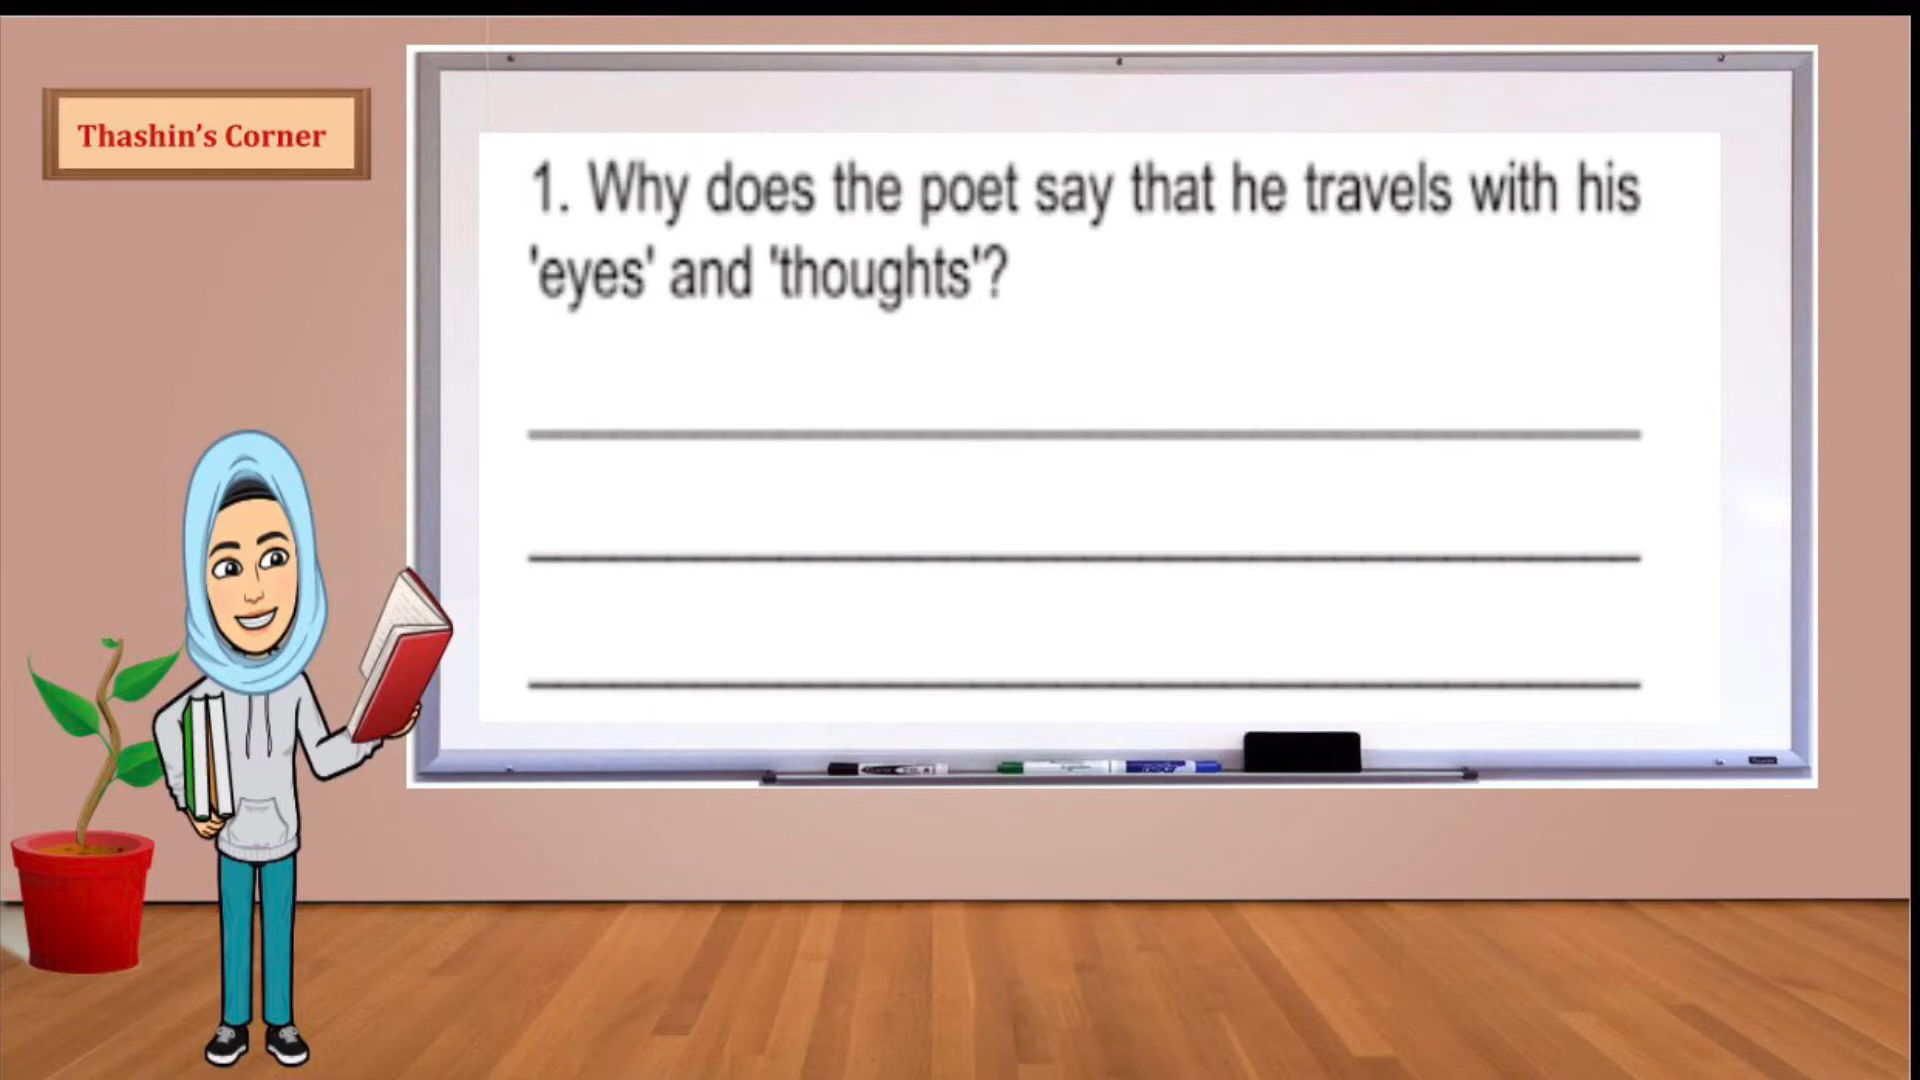 Thashin’s Corner
1. Why does the poet say that he travels with his
'eyes' and 'thoughts'?